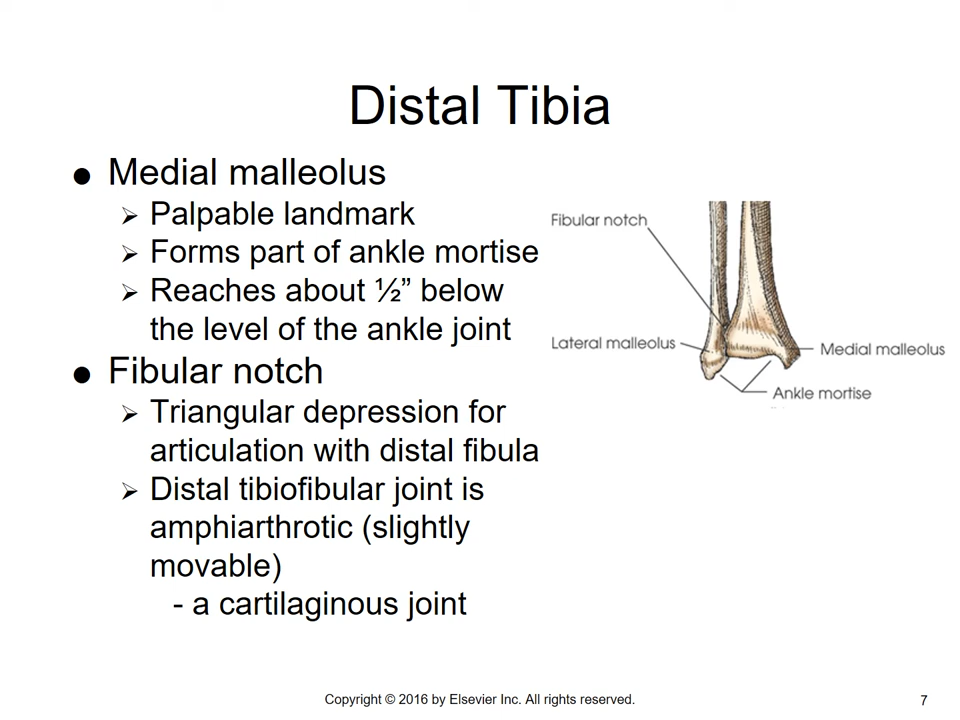 Distal Tibia
● Medial malleolus
➢ Palpable landmark
➢ Forms part of ankle mortise
➢ Reaches about ½” below
the level of the ankle joint
● Fibular notch
➢ Triangular depression for
articulation with distal fibula
➢ Distal tibiofibular joint is
amphiarthrotic (slightly
movable)
- a cartilaginous joint
Fibular notch
Lateral malleolus
Medial malleolus
Ankle mortise
Copyright © 2016 by Elsevier Inc. All rights reserved.
7